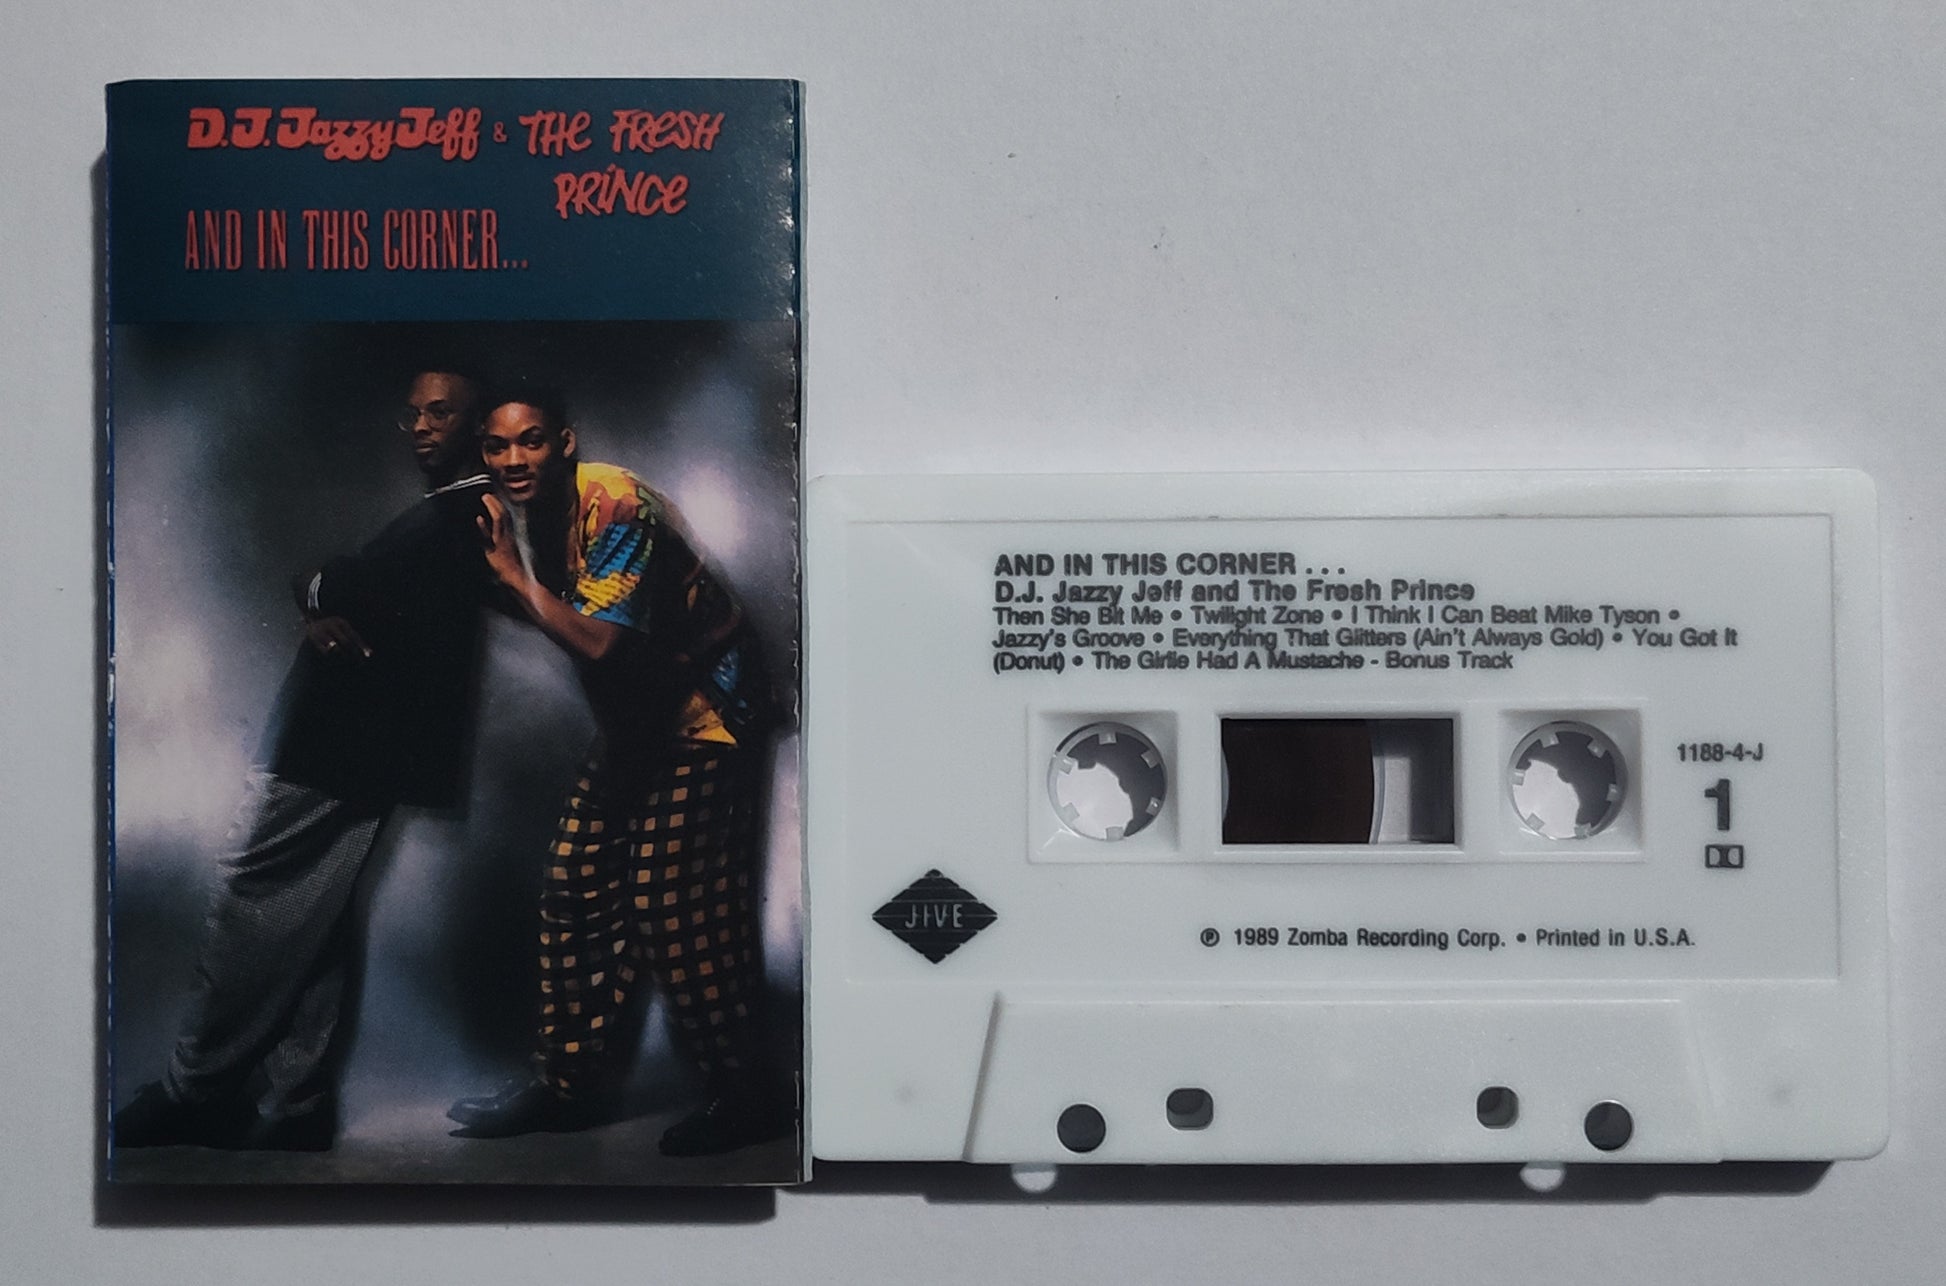 D.J. Jazzy Jeff & THE FRESH
PRINCE
AND IN THIS CORNER...
AND IN THIS CORNER . . .
D.J. Jazzy Jeff and The Fresh Prince
Then She Bit Me • Twilight Zone • I Think I Can Beat Mike Tyson •
Jazzy's Groove • Everything That Glitters (Ain't Always Gold) • You Got It
(Donut) • The Girlie Had A Mustache - Bonus Track
1188-4-J
1
JIVE
℗ 1989 Zomba Recording Corp. • Printed in U.S.A.